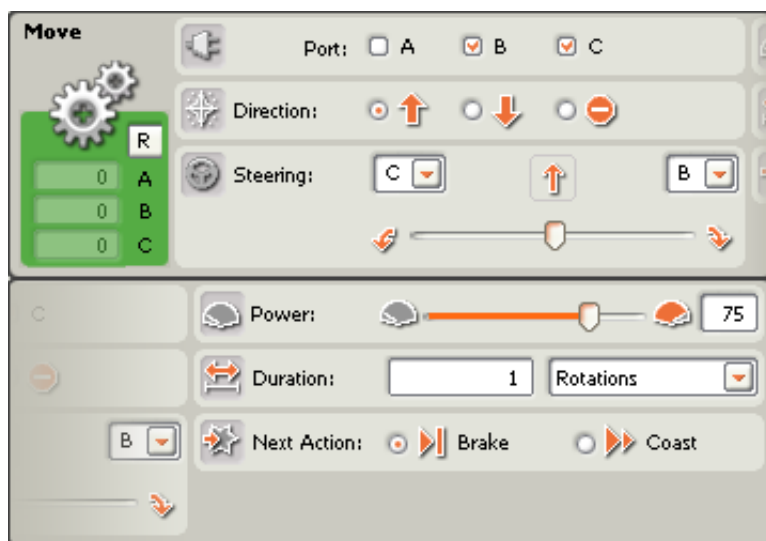 Move
Port: A B C
Direction:
R
0 A
Steering: C B
0 B
0 C
C
Power: 75
Duration: 1 Rotations
B
Next Action: Brake Coast